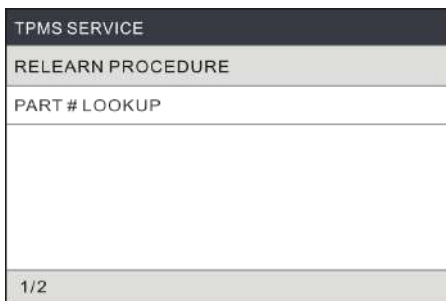 TPMS SERVICE
RELEARN PROCEDURE
PART # LOOKUP
1/2